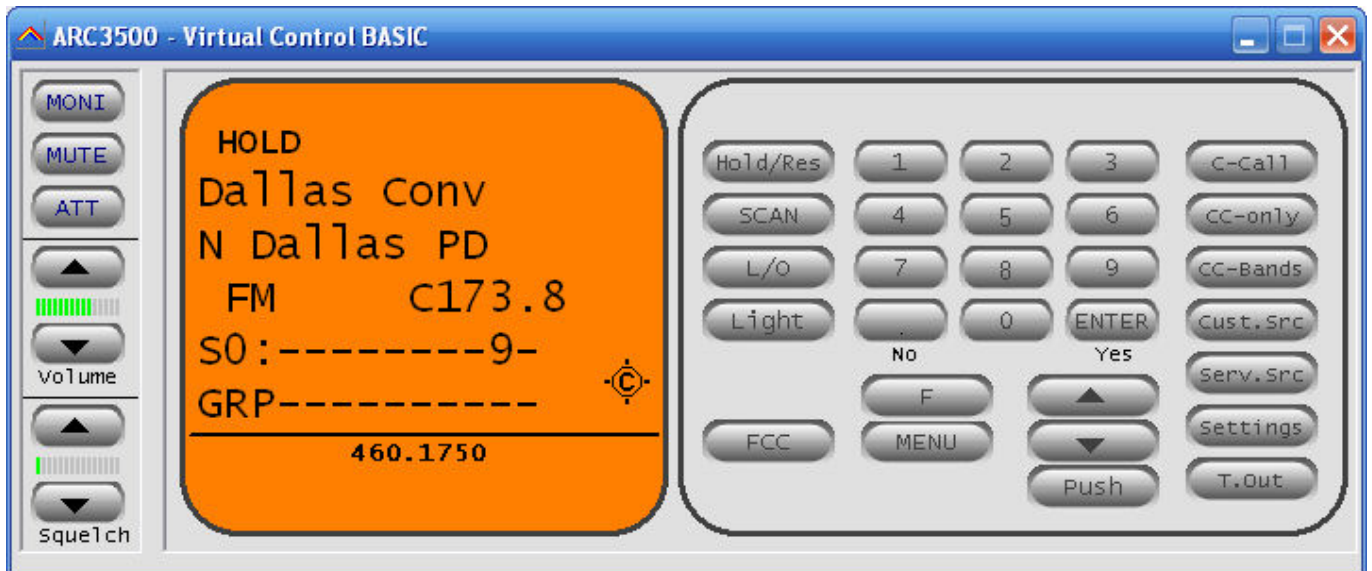 ARC3500 - Virtual Control BASIC
MONI
MUTE
ATT
Volume
Squelch
HOLD
Dallas Conv
N Dallas PD
FM C173.8
S0:--------9-
GRP----------
C
460.1750
Hold/Res 1 2 3 C-Call
SCAN 4 5 6 CC-only
L/O 7 8 9 CC-Bands
Light . 0 ENTER Cust.Src
No Yes
Serv.Src
F
FCC MENU Settings
Push T.Out